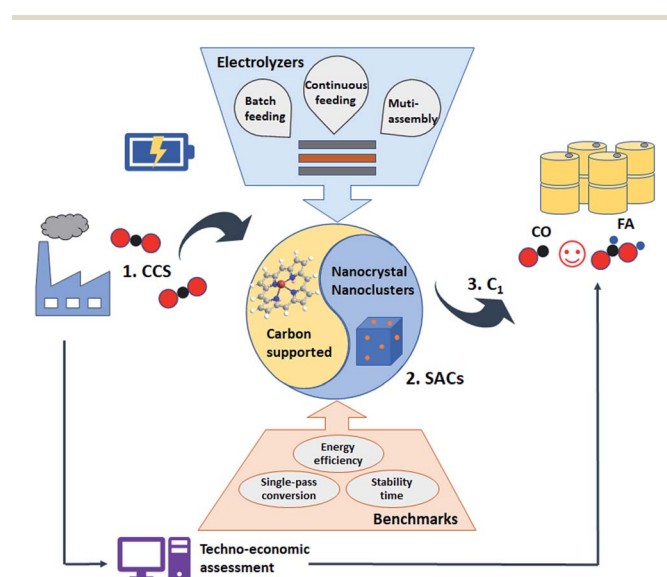 Electrolyzers
Batch
feeding
Continuous
feeding
Muti-
assembly
1. CCS
Nanocrystal
Nanoclusters
Carbon
supported
2. SACs
3. C₁
CO
FA
Energy
efficiency
Single-pass
conversion
Stability
time
Benchmarks
Techno-economic
assessment